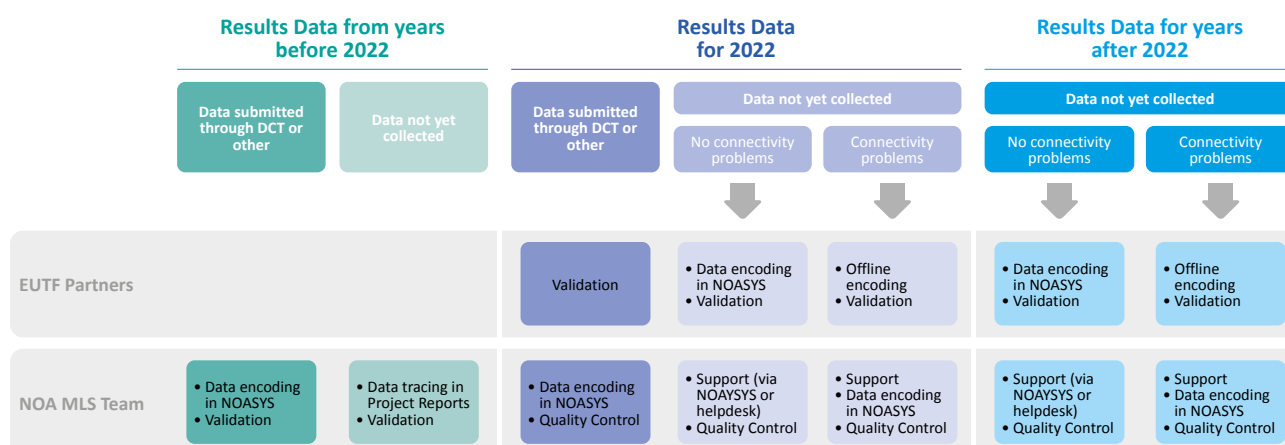 Results Data from years
before 2022
Results Data
for 2022
Results Data for years
after 2022
Data submitted
through DCT or
other
Data not yet
collected
Data submitted
through DCT or
other
Data not yet collected
No connectivity
problems
Connectivity
problems
Data not yet collected
No connectivity
problems
Connectivity
problems
EUTF Partners
Validation
• Data encoding
in NOASYS
• Validation
• Offline
encoding
• Validation
• Data encoding
in NOASYS
• Validation
• Offline
encoding
• Validation
NOA MLS Team
• Data encoding
in NOASYS
• Validation
• Data tracing in
Project Reports
• Validation
• Data encoding
in NOASYS
• Quality Control
• Support (via
NOAYSYS or
helpdesk)
• Quality Control
• Support
• Data encoding
in NOASYS
• Quality Control
• Support (via
NOAYSYS or
helpdesk)
• Quality Control
• Support
• Data encoding
in NOASYS
• Quality Control